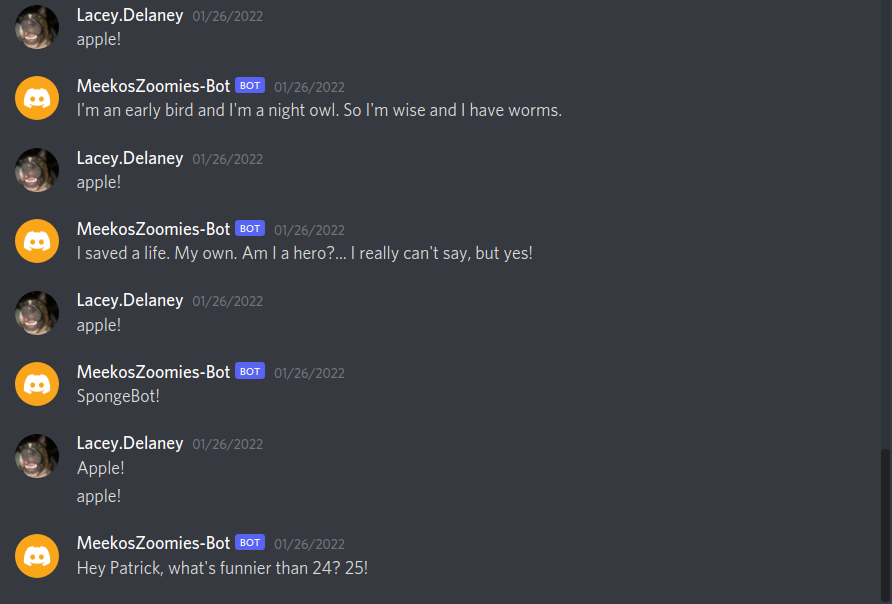 Lacey.Delaney 01/26/2022
apple!
MeekosZoomies-Bot BOT 01/26/2022
I'm an early bird and I'm a night owl. So I'm wise and I have worms.
Lacey.Delaney 01/26/2022
apple!
MeekosZoomies-Bot BOT 01/26/2022
I saved a life. My own. Am I a hero?... I really can't say, but yes!
Lacey.Delaney 01/26/2022
apple!
MeekosZoomies-Bot BOT 01/26/2022
SpongeBot!
Lacey.Delaney 01/26/2022
Apple!
apple!
MeekosZoomies-Bot BOT 01/26/2022
Hey Patrick, what's funnier than 24? 25!